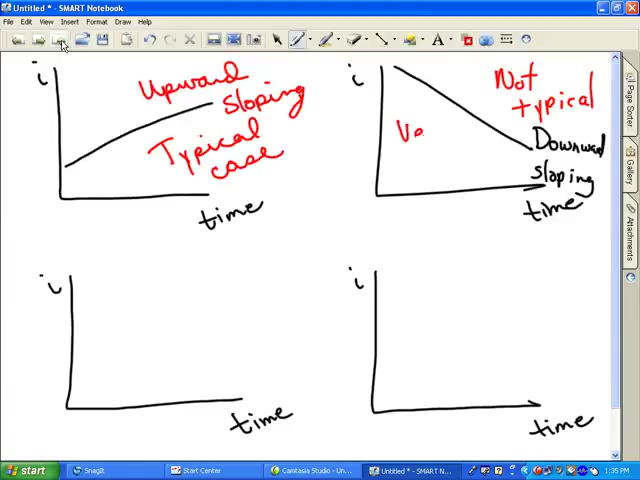 Untitled * - SMART Notebook
File Edit View Insert Format Draw Help
i
Upward
sloping
Typical
case
time
i
Not
typical
Ve
Downward
sloping
time
i
time
i
time
Page Sorter
Gallery
Attachments
start
SnagIt
Start Center
Camtasia Studio - Un...
Untitled * - SMART N...
1:35 PM